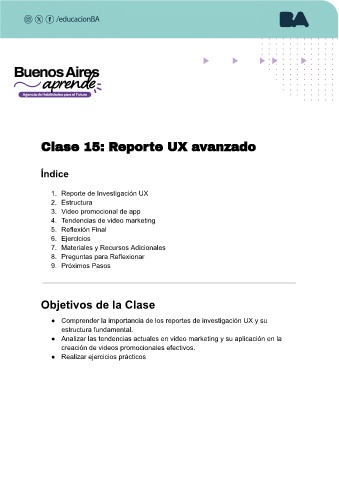 /educacionBA
BA
Buenos Aires
aprende
Agencia de Habilidades para el Futuro
Clase 15: Reporte UX avanzado
Índice
1. Reporte de Investigación UX
2. Estructura
3. Video promocional de app
4. Tendencias de video marketing
5. Reflexión Final
6. Ejercicios
7. Materiales y Recursos Adicionales
8. Preguntas para Reflexionar
9. Próximos Pasos
Objetivos de la Clase
● Comprender la importancia de los reportes de investigación UX y su
estructura fundamental.
● Analizar las tendencias actuales en video marketing y su aplicación en la
creación de videos promocionales efectivos.
● Realizar ejercicios prácticos